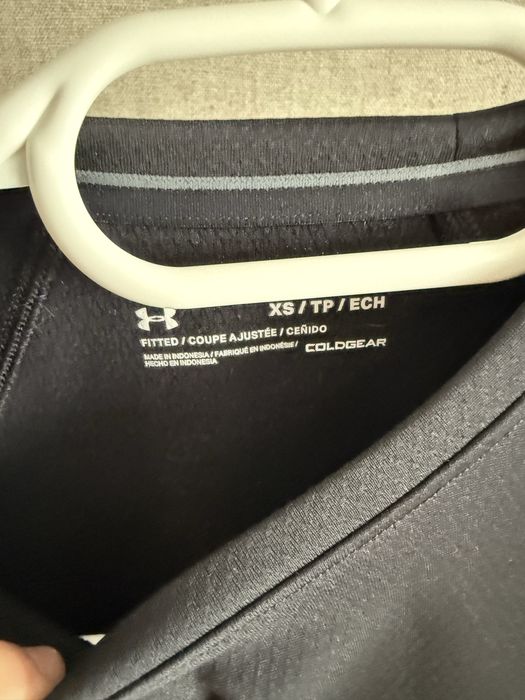 XS / TP / ECH
FITTED / COUPE AJUSTÉE / CEÑIDO
MADE IN INDONESIA / FABRIQUÉ EN INDONÉSIE /
HECHO EN INDONESIA
COLDGEAR